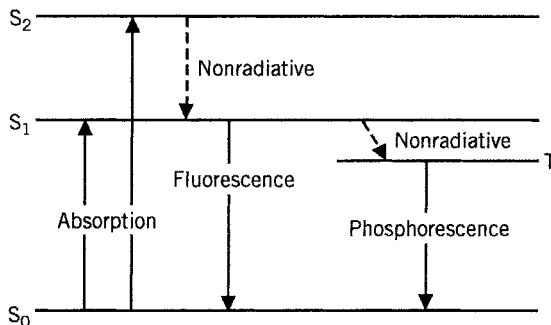 S₂
Nonradiative
S₁
Nonradiative
T
Fluorescence
Absorption
Phosphorescence
S₀